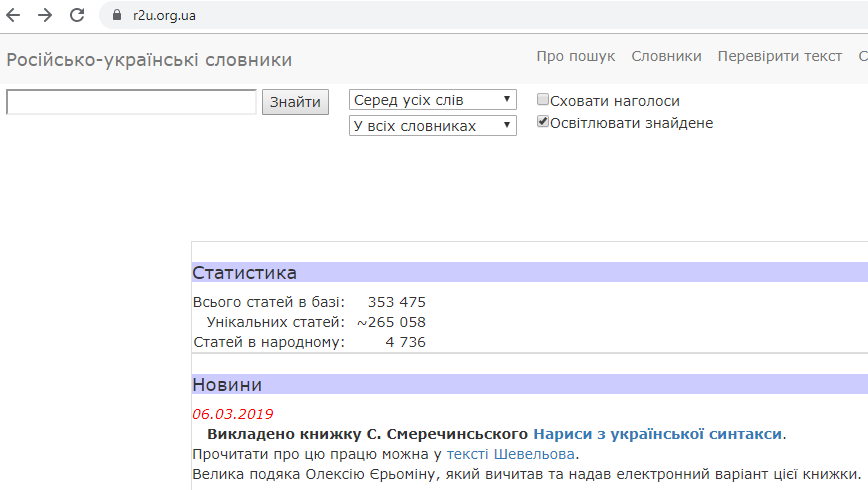 r2u.org.ua
Російсько-українські словники
Про пошук Словники Перевірити текст С
Знайти Серед усіх слів Сховати наголоси
У всіх словниках Освітлювати знайдене
Статистика
Всього статей в базі: 353 475
Унікальних статей: ~265 058
Статей в народному: 4 736
Новини
06.03.2019
Викладено книжку С. Смеречинсьского Нариси з української синтакси.
Прочитати про цю працю можна у тексті Шевельова.
Велика подяка Олексію Єрьоміну, який вичитав та надав електронний варіант цієї книжки.